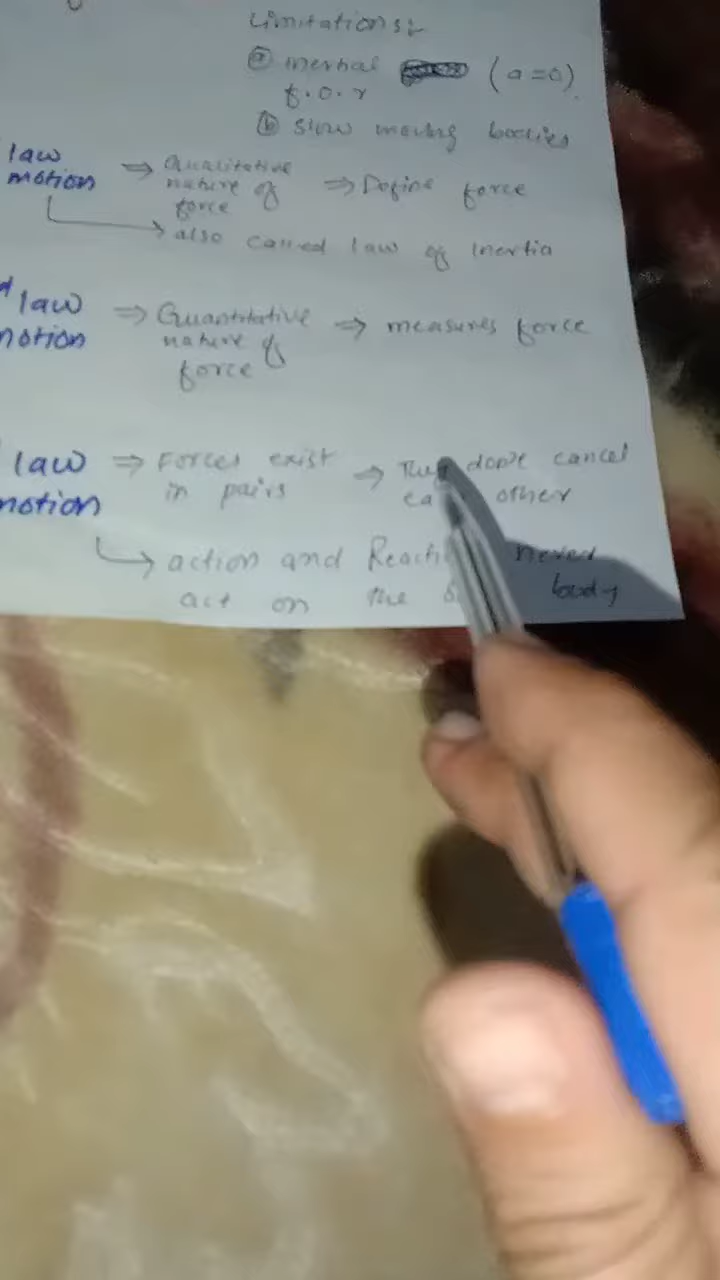 Limitations:-
(a) inertial (a=0)
f.o.r
(b) slow moving bodies
law motion ⇒ Qualitative nature of force ⇒ Define force
→ also called law of Inertia
law motion ⇒ Quantitative nature of force ⇒ measures force
law motion ⇒ Forces exist in pairs ⇒ don't cancel other
→ action and never
act on the body